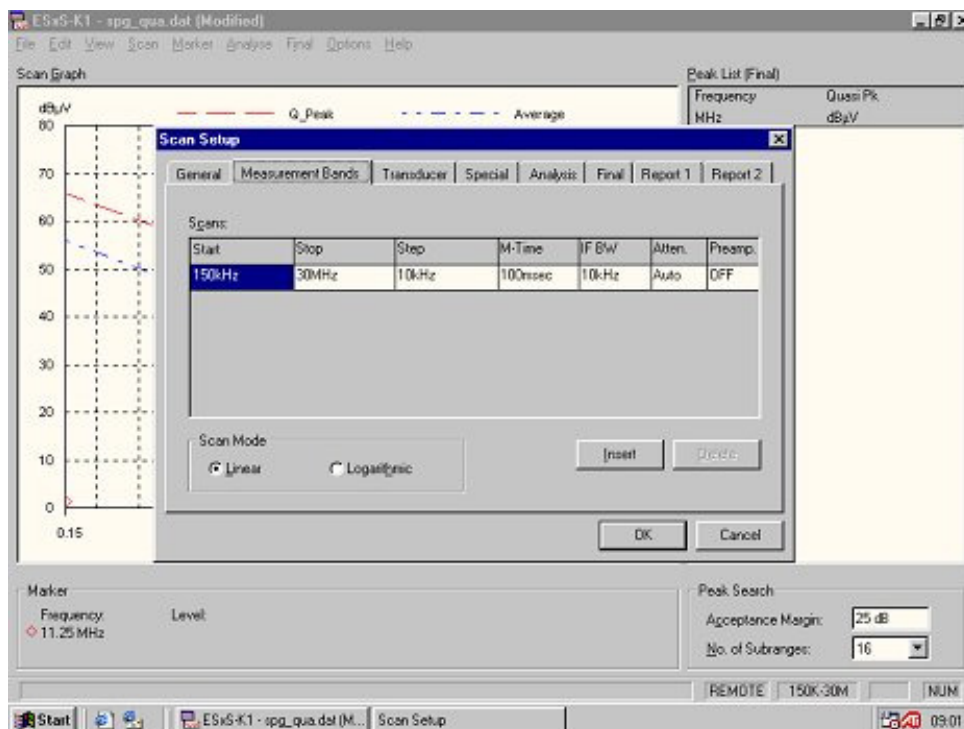 ESxS-K1 - spg_qua.dat (Modified)
File Edit View Scan Marker Analyse Final Options Help
Scan Graph
Peak List (Final)
Frequency Quasi Pk
MHz dBµV
dBµV
Q_Peak Average
80
70
60
50
40
30
20
10
0
0.15
Scan Setup
General Measurement Bands Transducer Special Analysis Final Report 1 Report 2
Scans:
Start Stop Step M-Time IF BW Atten. Preamp.
150kHz 30MHz 10kHz 100msec 10kHz Auto OFF
Scan Mode
Linear Logarithmic
Insert Delete
OK Cancel
Marker
Frequency: Level:
11.25 MHz
Peak Search
Acceptance Margin: 25 dB
No. of Subranges: 16
REMOTE 150K-30M NUM
Start ESxS-K1 - spg_qua.dat (M... Scan Setup ATI 09:01